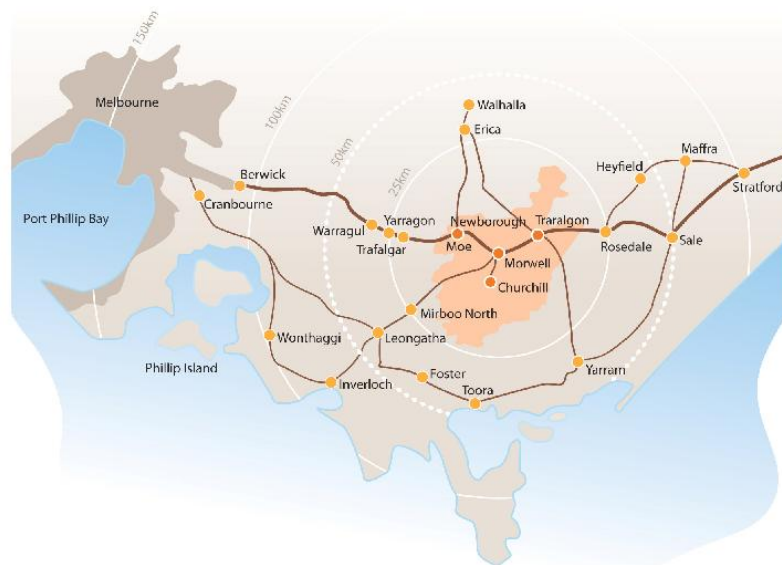 150km
Melbourne
100km
Walhalla
Erica
50km
Maffra
Berwick
25km
Heyfield
Stratford
Cranbourne
Port Phillip Bay
Yarragon
Newborough
Traralgon
Warragul
Trafalgar
Moe
Rosedale
Sale
Morwell
Churchill
Mirboo North
Wonthaggi
Leongatha
Phillip Island
Foster
Yarram
Inverloch
Toora